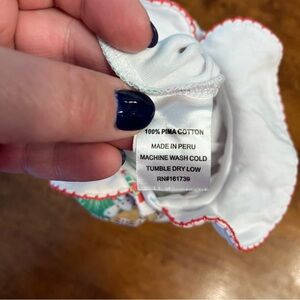 100% PIMA COTTON
MADE IN PERU
MACHINE WASH COLD
TUMBLE DRY LOW
RN#161739